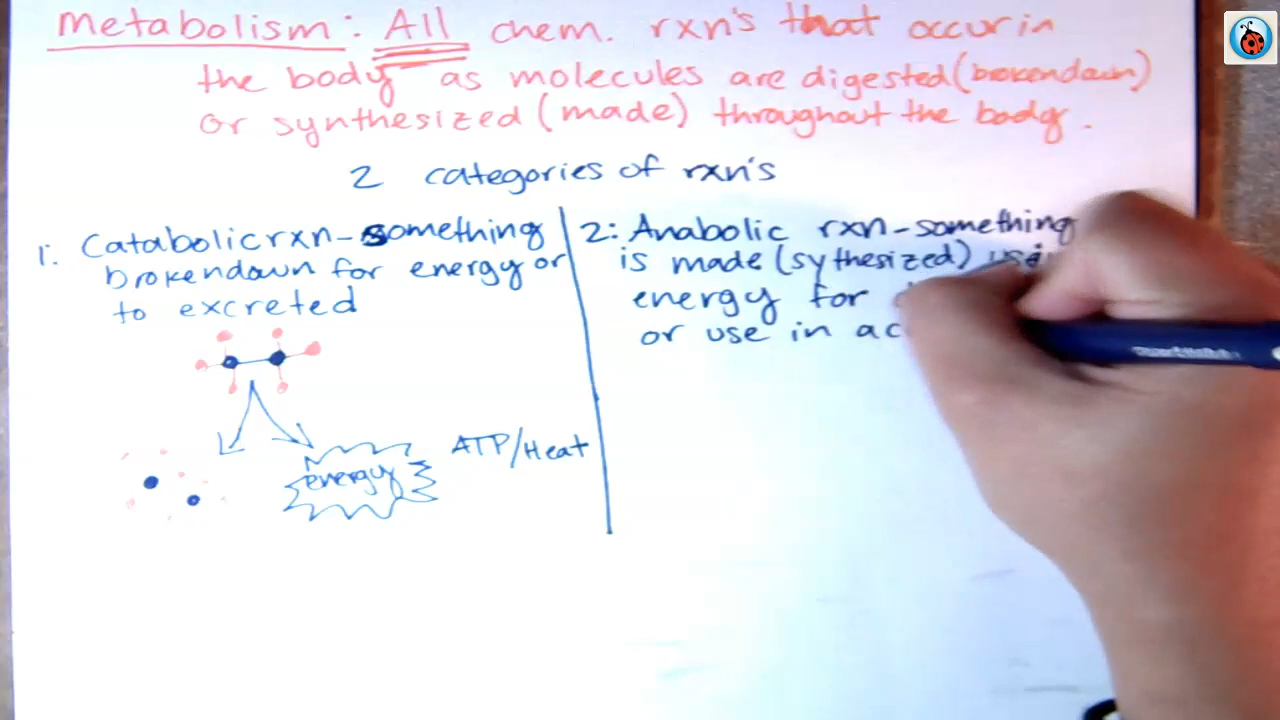 Metabolism: All chem. rxn's that occur in
the body as molecules are digested (brokendown)
or synthesized (made) throughout the body.
2 categories of rxn's
1: Catabolic rxn-something
brokendown for energy or
to excreted
ATP/Heat
energy
2: Anabolic rxn-something
is made (sythesized)
energy for
or use in